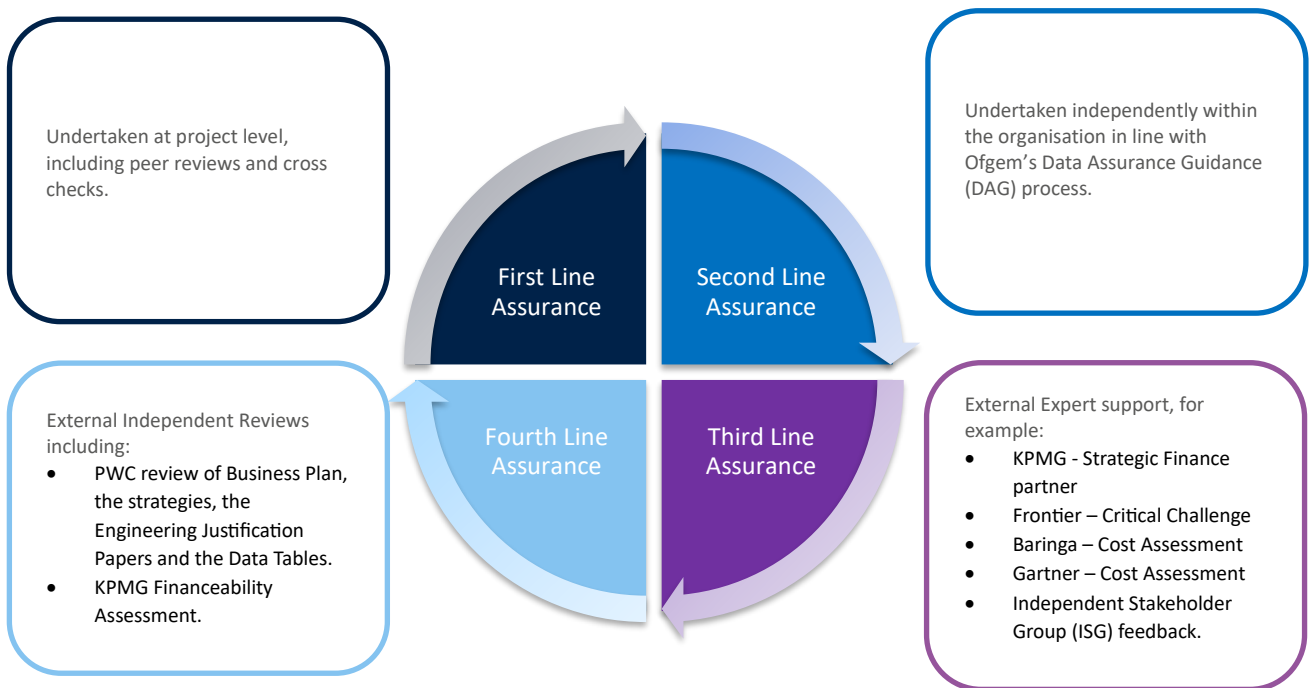 Undertaken at project level,
including peer reviews and cross
checks.
Undertaken independently within
the organisation in line with
Ofgem's Data Assurance Guidance
(DAG) process.
First Line
Assurance
Second Line
Assurance
External Independent Reviews
including:
• PWC review of Business Plan,
the strategies, the
Engineering Justification
Papers and the Data Tables.
• KPMG Financeability
Assessment.
Fourth Line
Assurance
Third Line
Assurance
External Expert support, for
example:
• KPMG - Strategic Finance
partner
• Frontier – Critical Challenge
• Baringa – Cost Assessment
• Gartner – Cost Assessment
• Independent Stakeholder
Group (ISG) feedback.